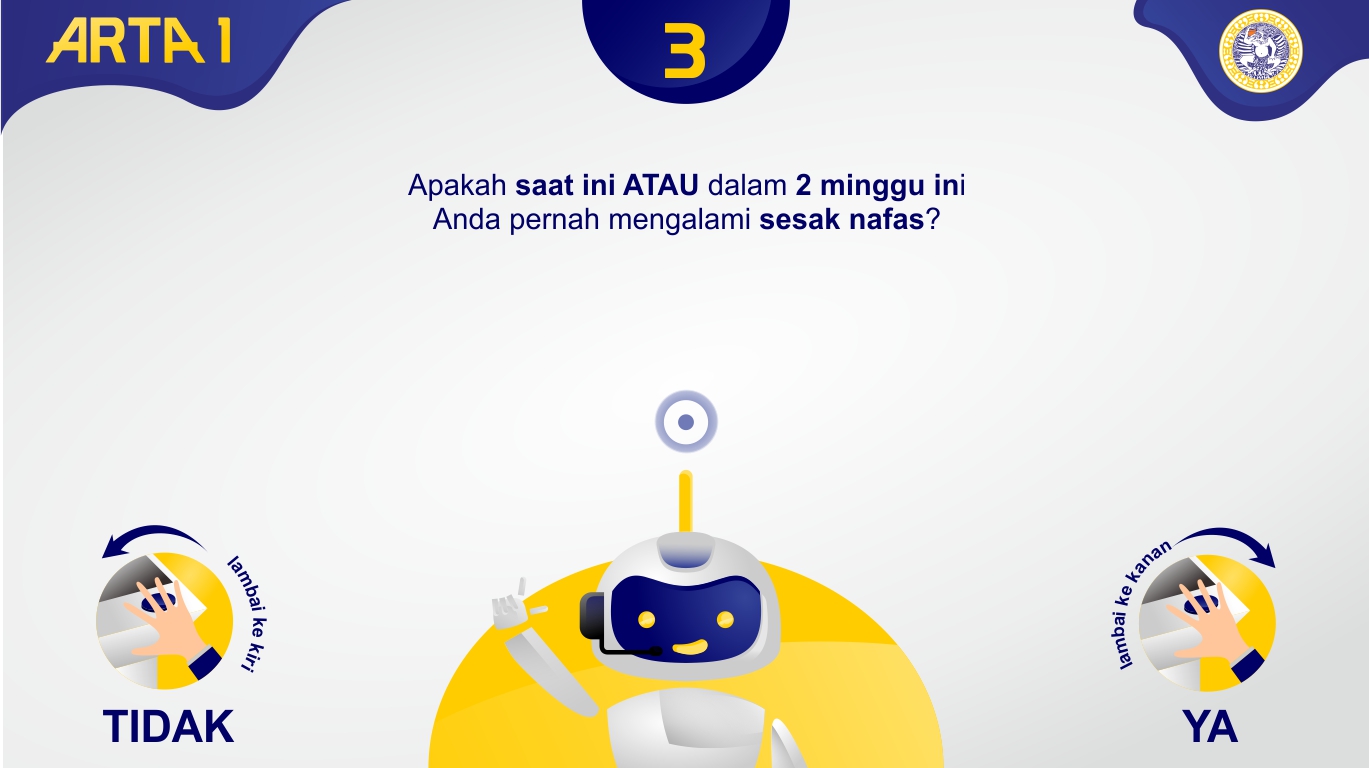 ARTA 1
3
Apakah saat ini ATAU dalam 2 minggu ini
Anda pernah mengalami sesak nafas?
lambai ke kiri
TIDAK
lambai ke kanan
YA